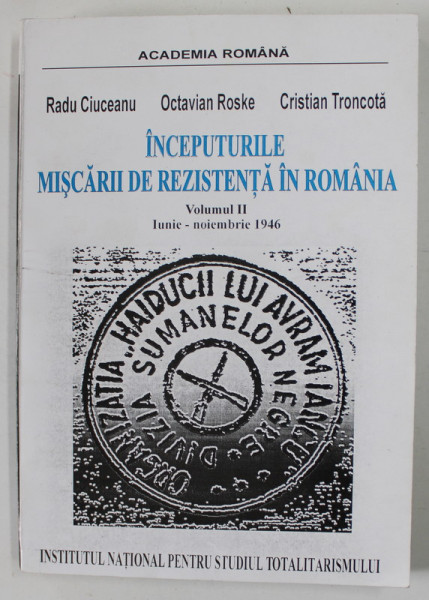 ACADEMIA ROMÂNĂ
Radu Ciuceanu Octavian Roske Cristian Troncotă
ÎNCEPUTURILE
MIŞCĂRII DE REZISTENŢĂ ÎN ROMÂNIA
Volumul II
Iunie - noiembrie 1946
ORGANIZATIA „HAIDUCII LUI AVRAM IANCU"
DIVIZIA SUMANELOR NEGRE
INSTITUTUL NAŢIONAL PENTRU STUDIUL TOTALITARISMULUI